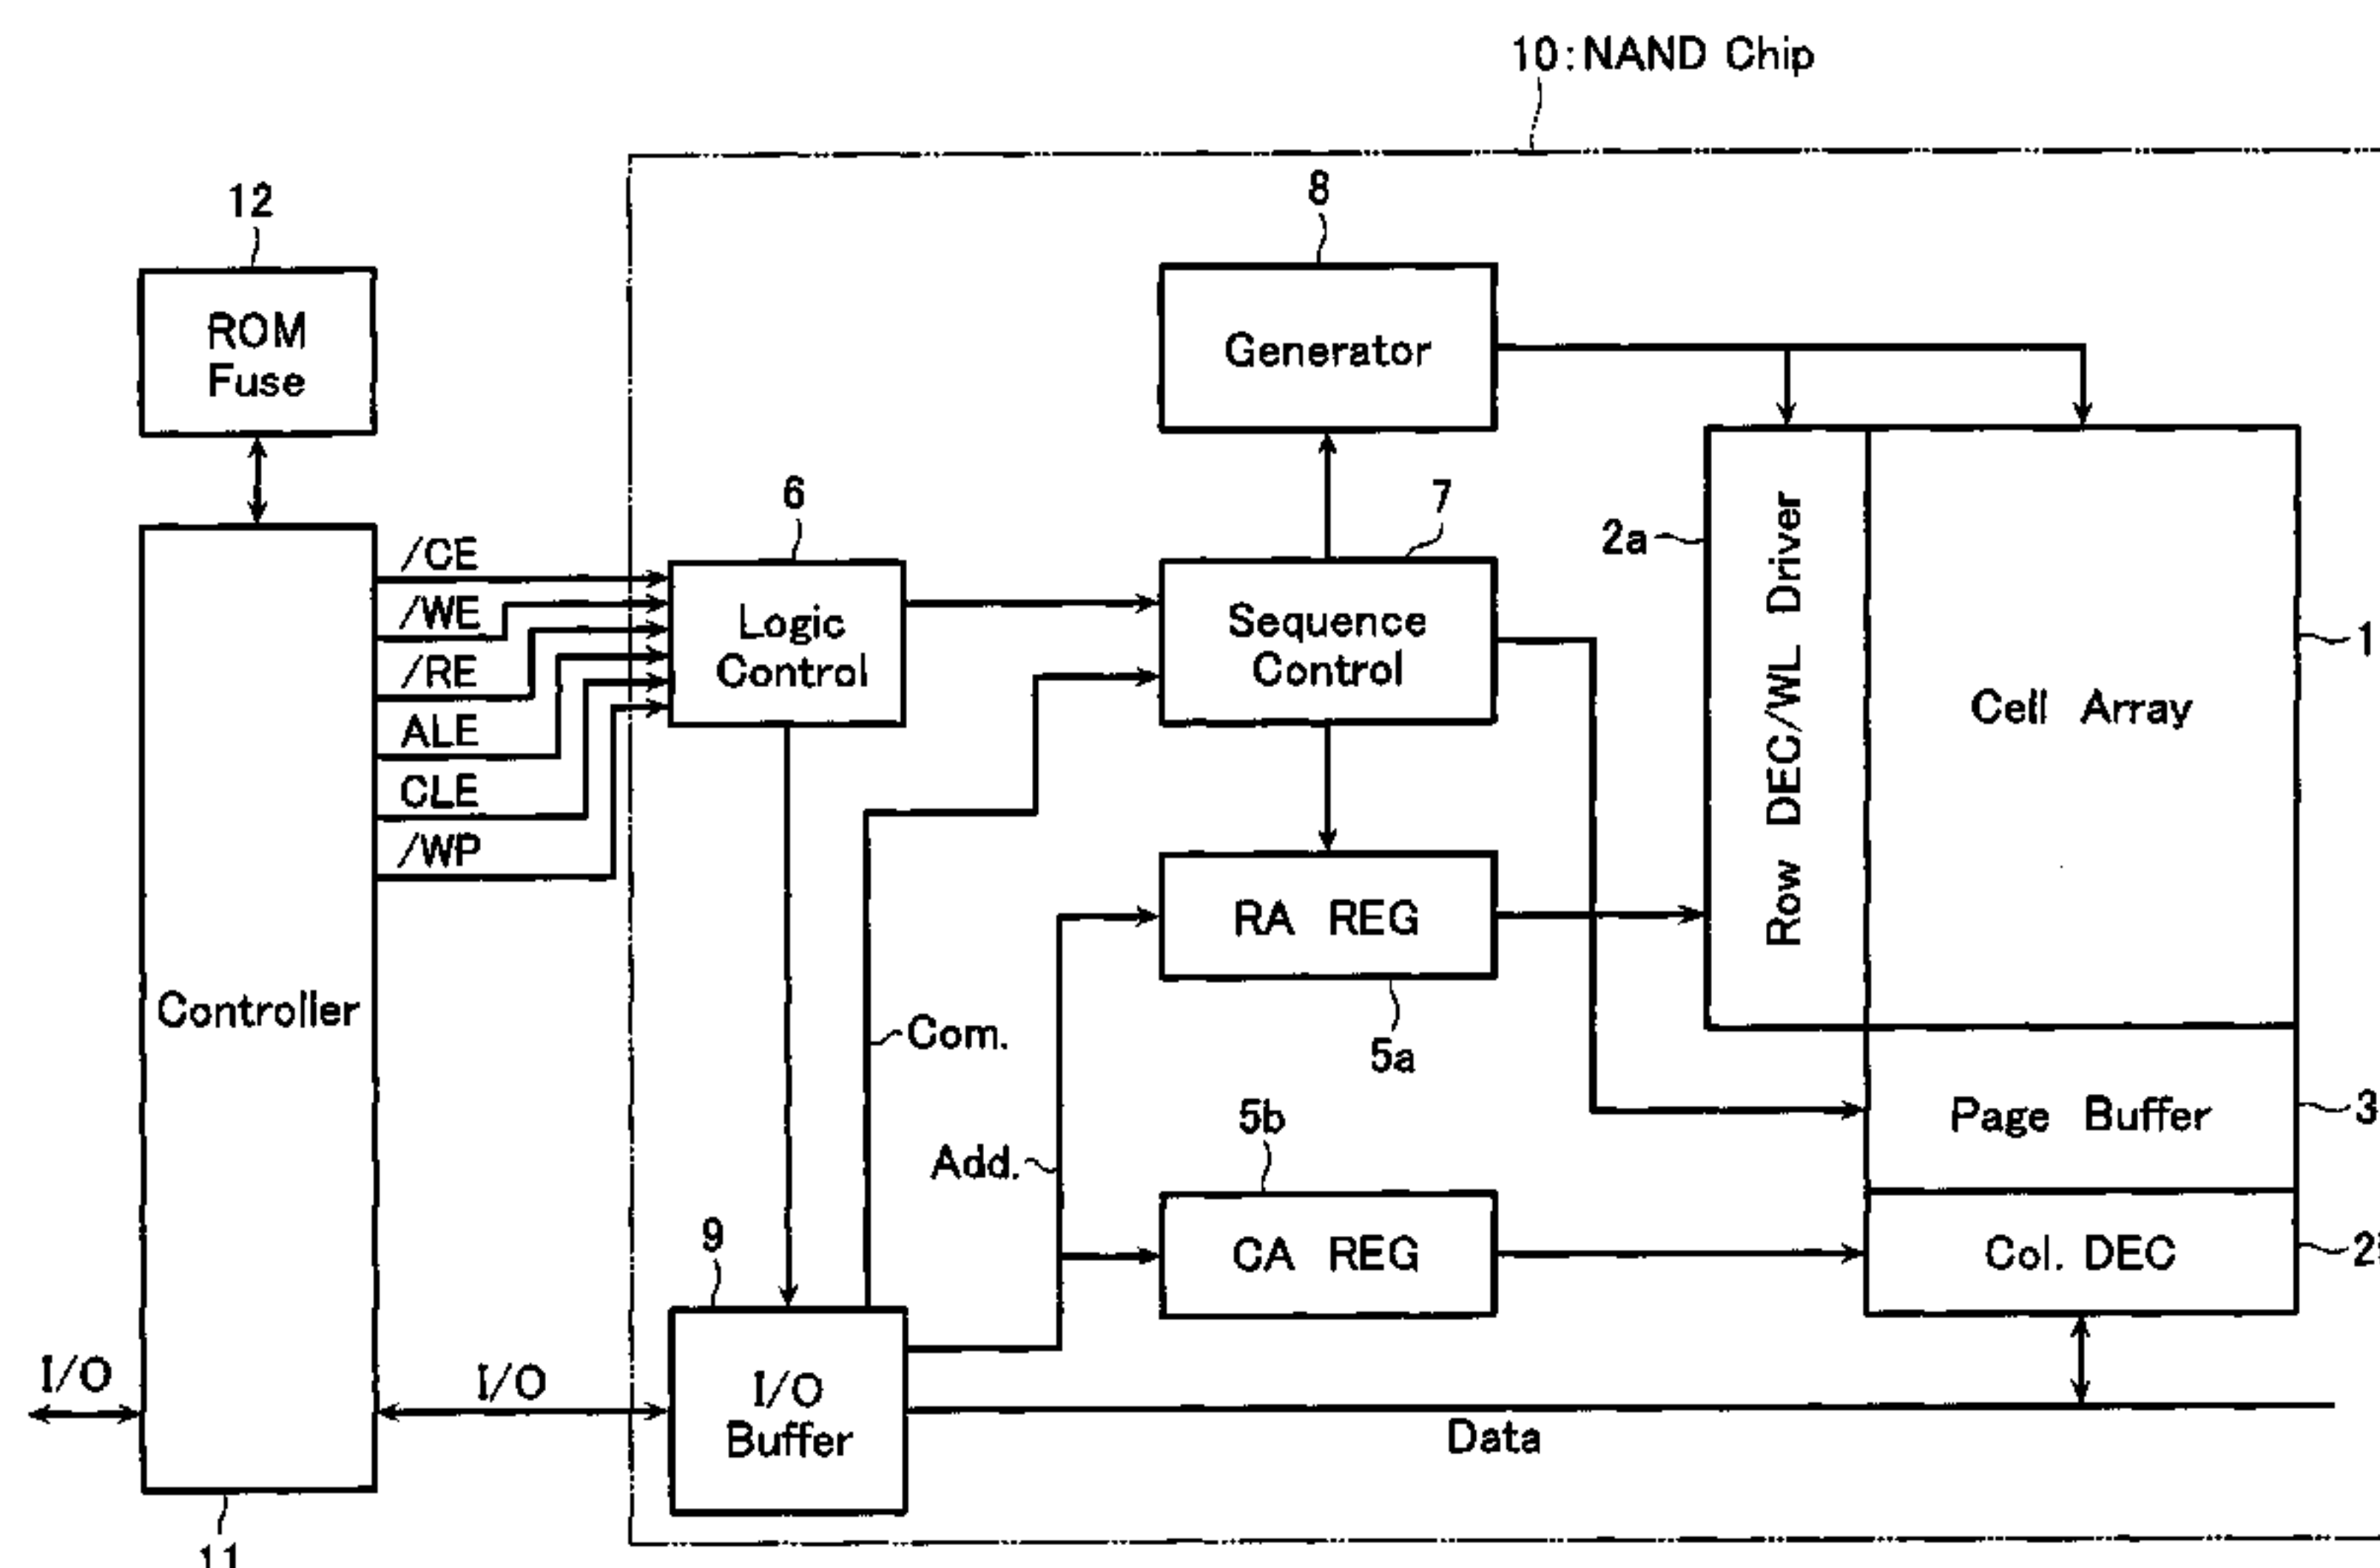 10:NAND Chip
12
ROM
Fuse
8
Generator
6
Logic
Control
7
Sequence
Control
2a
Row DEC/WL Driver
Cell Array
1
/CE
/WE
/RE
ALE
CLE
/WP
Controller
11
RA REG
5a
Com.
Add.
5b
CA REG
Page Buffer
3
Col. DEC
9
I/O
Buffer
I/O
I/O
Data